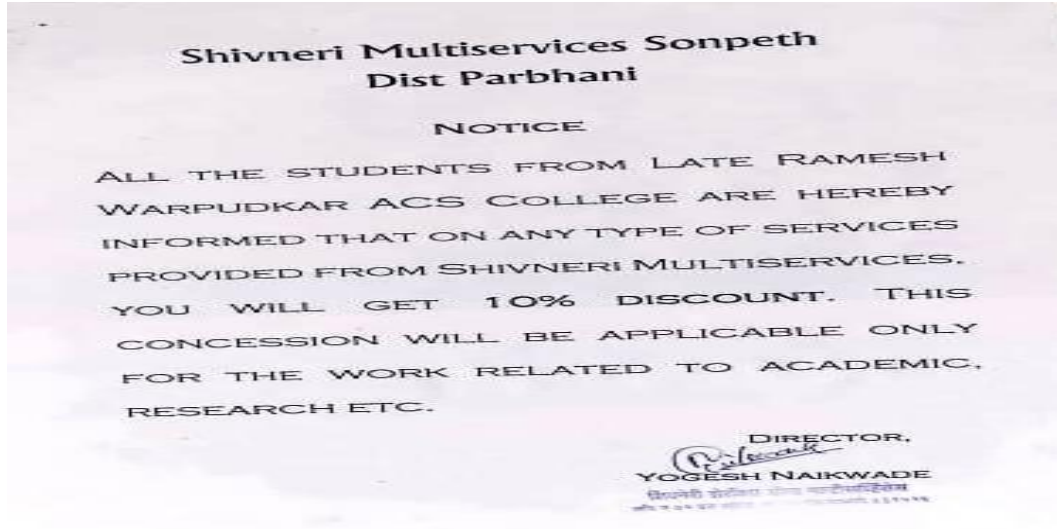 Shivneri Multiservices Sonpeth
Dist Parbhani
NOTICE
ALL THE STUDENTS FROM LATE RAMESH
WARPUDKAR ACS COLLEGE ARE HEREBY
INFORMED THAT ON ANY TYPE OF SERVICES
PROVIDED FROM SHIVNERI MULTISERVICES.
YOU WILL GET 10% DISCOUNT. THIS
CONCESSION WILL BE APPLICABLE ONLY
FOR THE WORK RELATED TO ACADEMIC,
RESEARCH ETC.
DIRECTOR,
YOGESH NAIKWADE